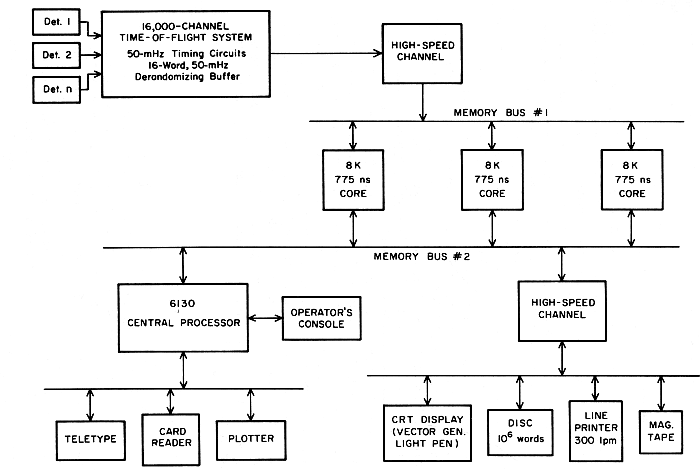 Det. 1
Det. 2
Det. n
16,000-CHANNEL
TIME-OF-FLIGHT SYSTEM
50-mHz Timing Circuits
16-Word, 50-mHz
Derandomizing Buffer
HIGH-SPEED
CHANNEL
MEMORY BUS #1
8K
775 ns
CORE
8K
775 ns
CORE
8K
775 ns
CORE
MEMORY BUS #2
6130
CENTRAL PROCESSOR
OPERATOR'S
CONSOLE
HIGH-SPEED
CHANNEL
TELETYPE
CARD
READER
PLOTTER
CRT DISPLAY
(VECTOR GEN.
LIGHT PEN)
DISC
10⁶ words
LINE
PRINTER
300 lpm
MAG.
TAPE